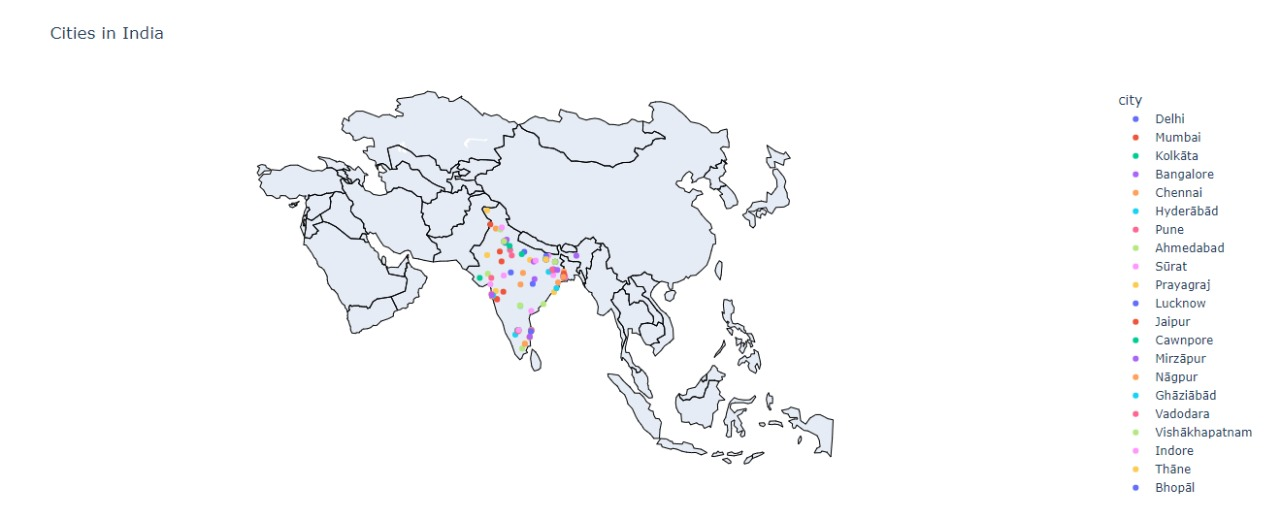 Cities in India
city
Delhi
Mumbai
Kolkāta
Bangalore
Chennai
Hyderābād
Pune
Ahmedabad
Sūrat
Prayagraj
Lucknow
Jaipur
Cawnpore
Mirzāpur
Nāgpur
Ghāziābād
Vadodara
Vishākhapatnam
Indore
Thāne
Bhopāl